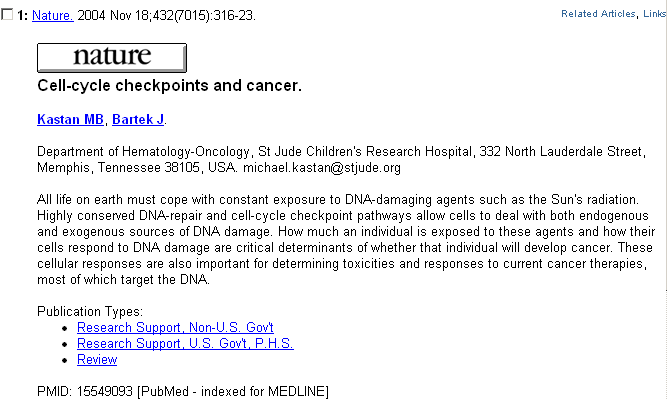 1: Nature. 2004 Nov 18;432(7015):316-23. Related Articles, Links
nature
Cell-cycle checkpoints and cancer.
Kastan MB, Bartek J.
Department of Hematology-Oncology, St Jude Children's Research Hospital, 332 North Lauderdale Street,
Memphis, Tennessee 38105, USA. michael.kastan@stjude.org
All life on earth must cope with constant exposure to DNA-damaging agents such as the Sun's radiation.
Highly conserved DNA-repair and cell-cycle checkpoint pathways allow cells to deal with both endogenous
and exogenous sources of DNA damage. How much an individual is exposed to these agents and how their
cells respond to DNA damage are critical determinants of whether that individual will develop cancer. These
cellular responses are also important for determining toxicities and responses to current cancer therapies,
most of which target the DNA.
Publication Types:
• Research Support, Non-U.S. Gov't
• Research Support, U.S. Gov't, P.H.S.
• Review
PMID: 15549093 [PubMed - indexed for MEDLINE]